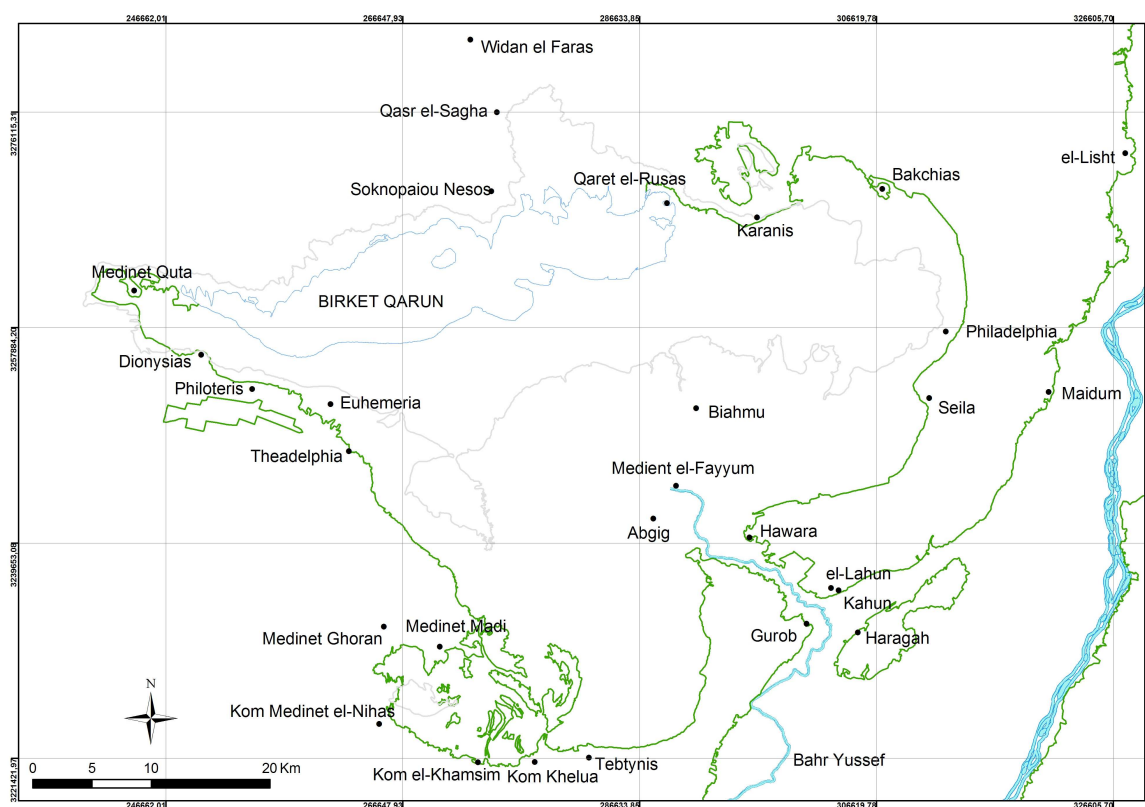 246662,01
266647,93
286633,85
306619,78
326605,70
Widan el Faras
Qasr el-Sagha
3276115,31
el-Lisht
Qaret el-Rusas
Bakchias
Soknopaiou Nesos
Karanis
Medinet Quta
BIRKET QARUN
Philadelphia
3257884,20
Dionysias
Philoteris
Euhemeria
Biahmu
Seila
Maidum
Theadelphia
Medient el-Fayyum
Abgig
Hawara
3239653,08
el-Lahun
Kahun
Medinet Ghoran
Medinet Madi
Gurob
Haragah
N
Kom Medinet el-Nihas
Bahr Yussef
Tebtynis
3221421,97
0 5 10 20 Km
Kom el-Khamsim
Kom Khelua
246662,01
266647,93
286633,85
306619,78
326605,70